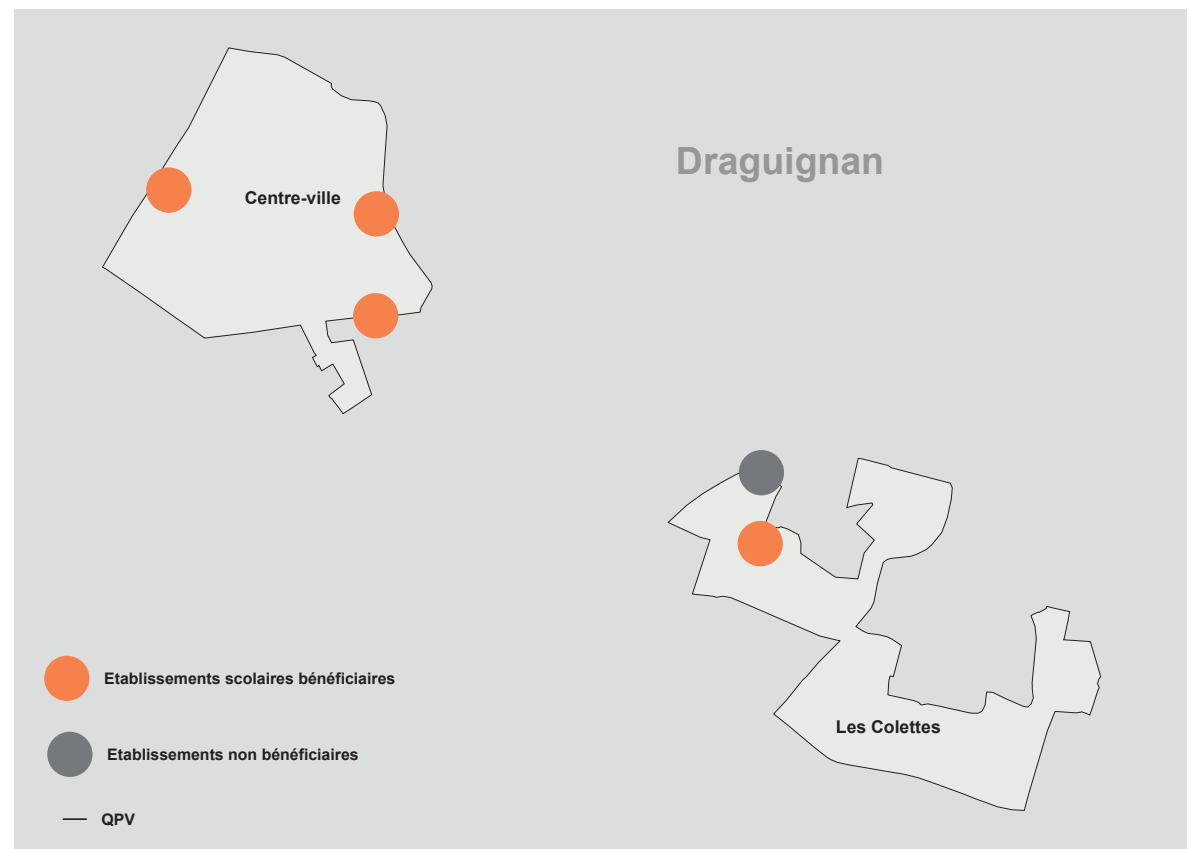 Draguignan
Centre-ville
Etablissements scolaires bénéficiaires
Les Colettes
Etablissements non bénéficiaires
QPV